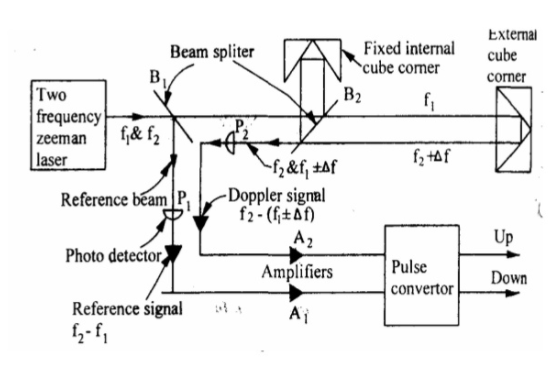 External
cube
corner
Fixed internal
cube corner
Beam spliter
B1
B2
Two
frequency
zeeman
laser
f1& f2
f1
P2
f2&f1 ±Δf
f2+Δf
Reference beam
P1
Doppler signal
f2 - (f1±Δf)
Photo detector
A2
Amplifiers
A1
Pulse
convertor
Up
Down
Reference signal
f2 - f1